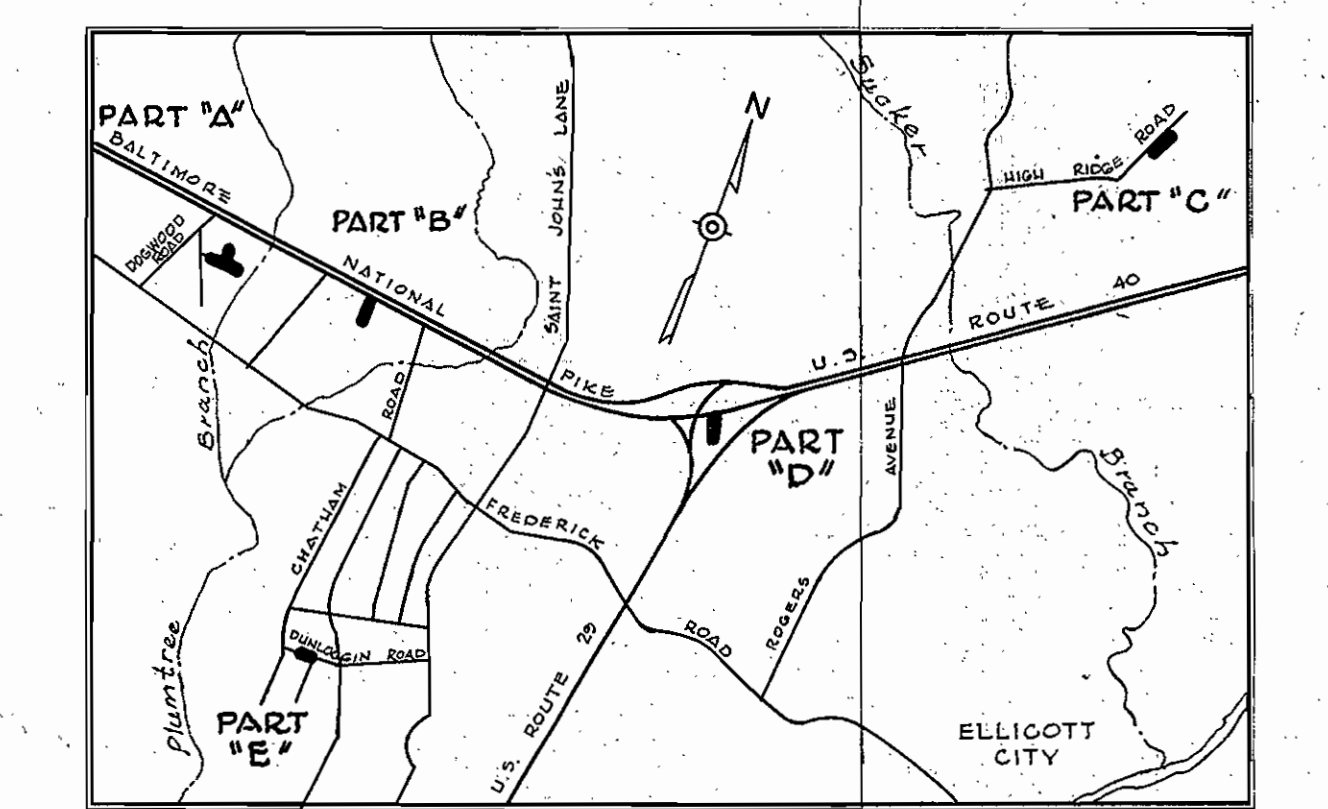 PART "A"
BALTIMORE
NATIONAL
PIKE
DOGWOOD
ROAD
PART "B"
SAINT JOHN'S LANE
N
Sucker
Branch
HIGH RIDGE ROAD
PART "C"
U.S. ROUTE 40
PART
"D"
Branch
ROAD
CHATHAM
FREDERICK
ROAD
AVENUE
ROGERS
DUNLOGGIN ROAD
Plumtree
PART
"E"
U.S. ROUTE 29
ELLICOTT
CITY